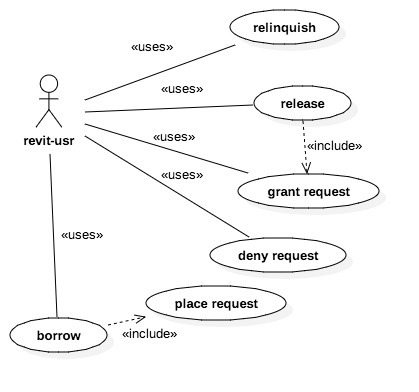 relinquish
«uses»
«uses»
release
revit-usr
«uses»
«include»
«uses»
grant request
«uses»
deny request
place request
borrow
«include»